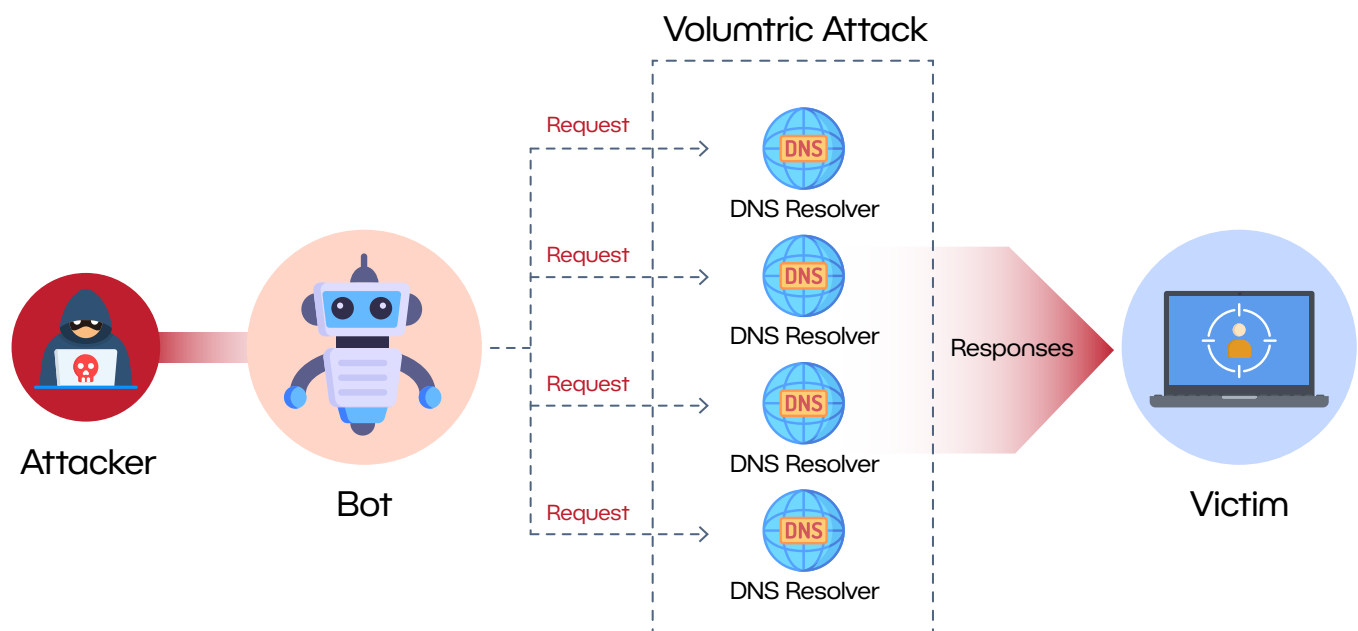 Volumtric Attack
Request
DNS
DNS Resolver
Request
DNS
DNS Resolver
Responses
Request
DNS
DNS Resolver
Request
DNS
DNS Resolver
Attacker
Bot
Victim